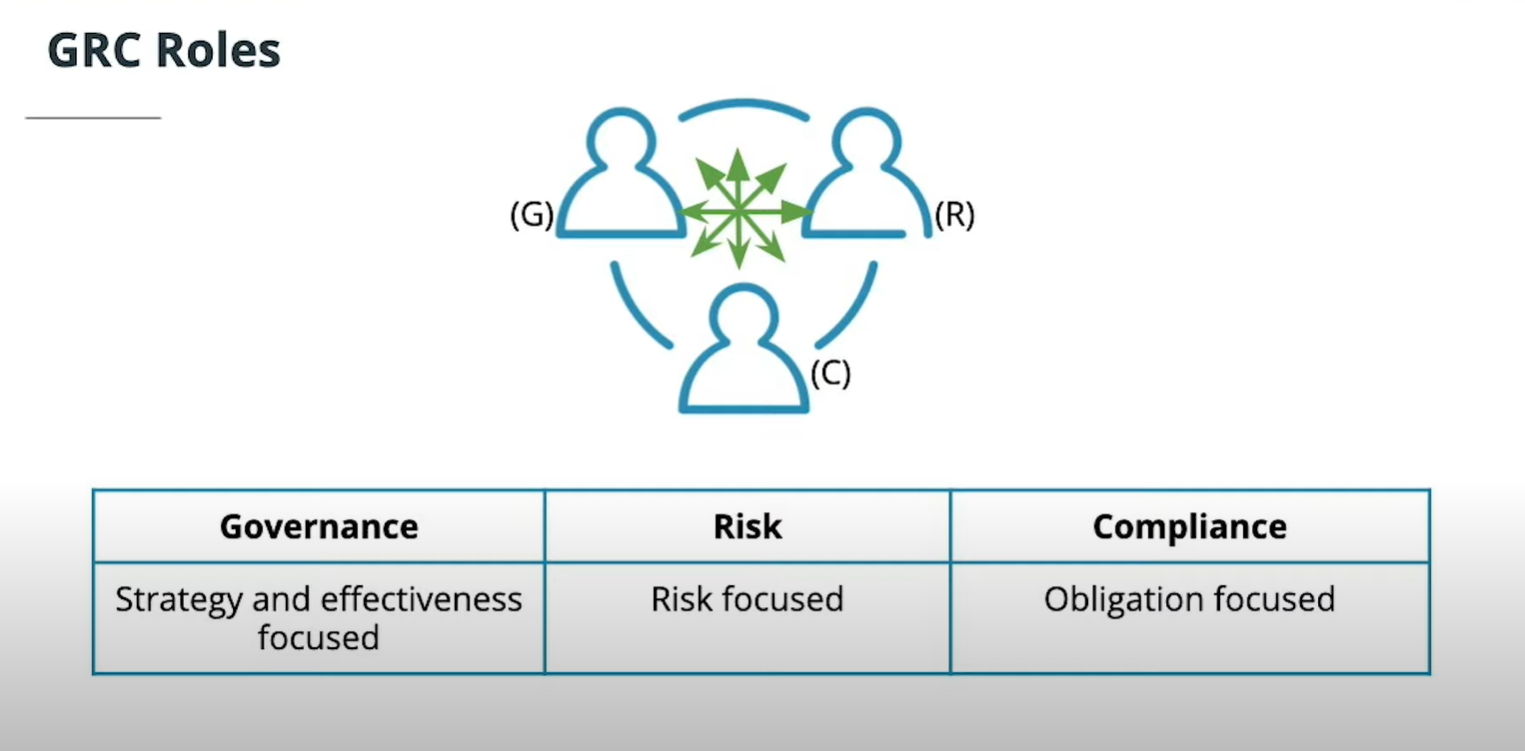 GRC Roles
(G)
(R)
(C)
Governance
Risk
Compliance
Strategy and effectiveness
focused
Risk focused
Obligation focused